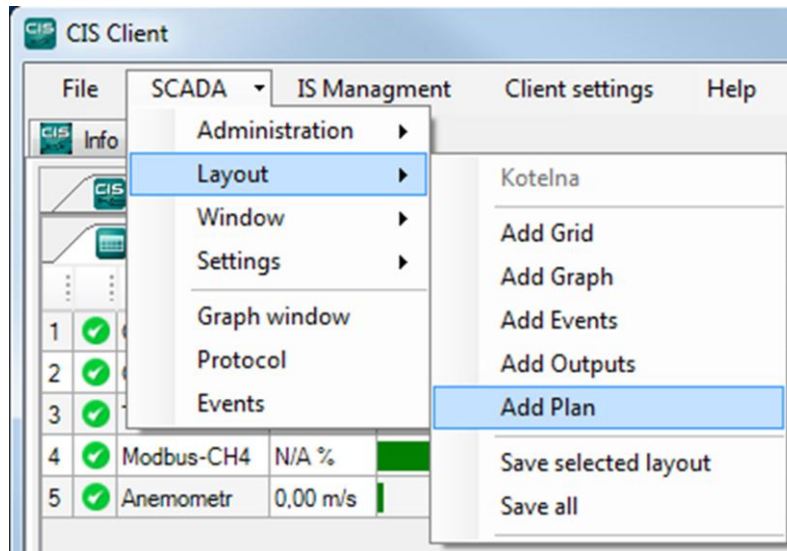 CIS Client
File SCADA IS Managment Client settings Help
CIS Info
Administration
Layout
Window
Settings
Graph window
Protocol
Events
Kotelna
Add Grid
Add Graph
Add Events
Add Outputs
Add Plan
Save selected layout
Save all
1
2
3
4 Modbus-CH4 N/A %
5 Anemometr 0,00 m/s